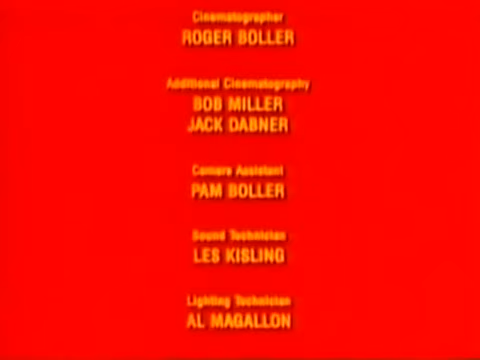 Cinematographer
ROGER BOLLER
Additional Cinematography
BOB MILLER
JACK DABNER
Camera Assistant
PAM BOLLER
Sound Technician
LES KISLING
Lighting Technician
AL MAGALLON